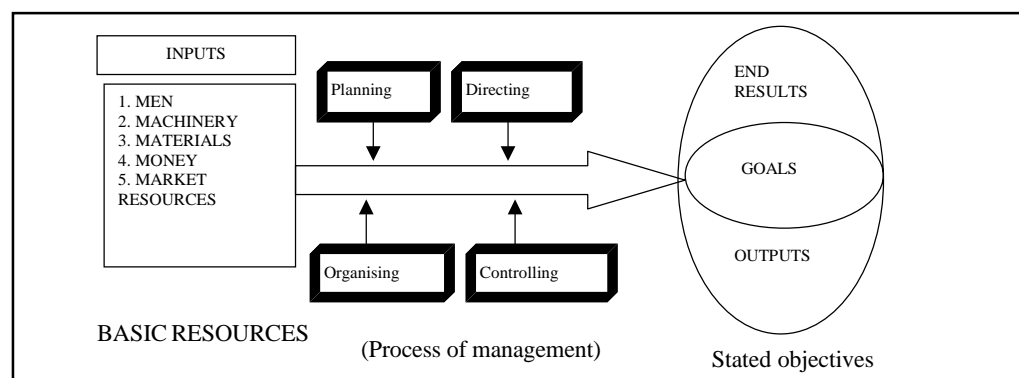 INPUTS
1. MEN
2. MACHINERY
3. MATERIALS
4. MONEY
5. MARKET
RESOURCES
BASIC RESOURCES
Planning
Directing
Organising
Controlling
(Process of management)
END
RESULTS
GOALS
OUTPUTS
Stated objectives